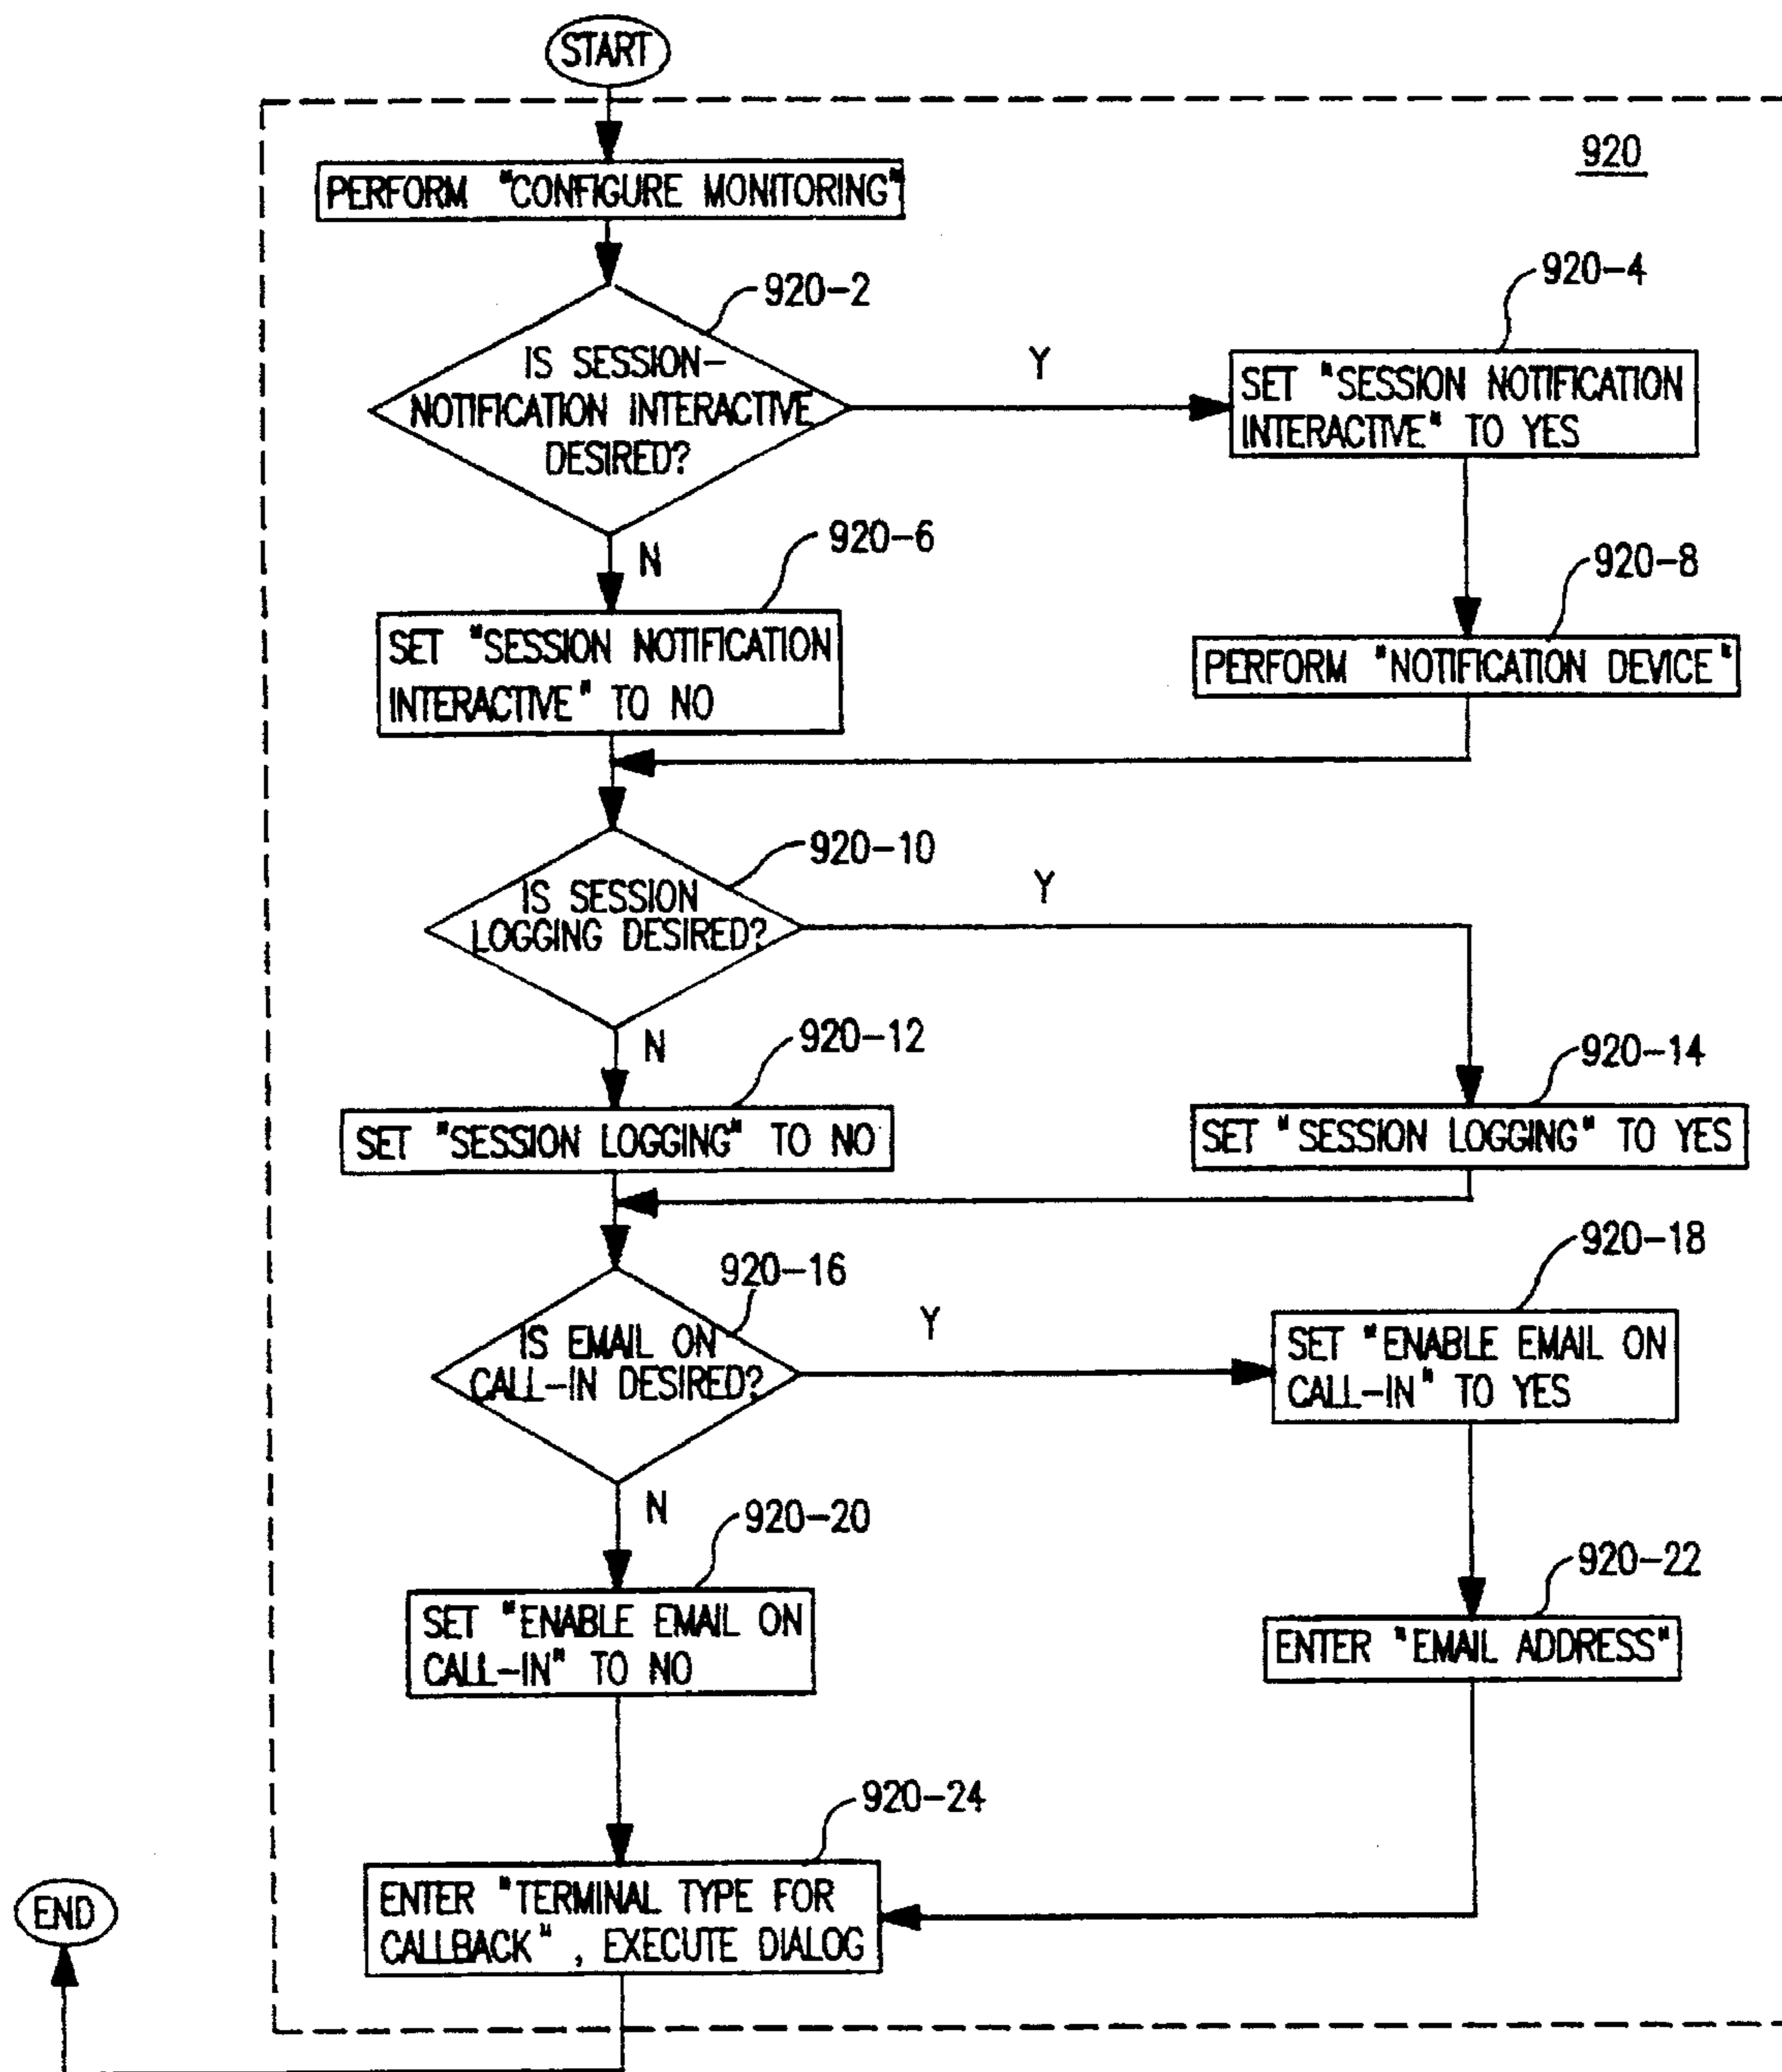 START
920
PERFORM "CONFIGURE MONITORING"
920-2
IS SESSION-
NOTIFICATION INTERACTIVE
DESIRED?
Y
920-4
SET "SESSION NOTIFICATION
INTERACTIVE" TO YES
N
920-6
SET "SESSION NOTIFICATION
INTERACTIVE" TO NO
920-8
PERFORM "NOTIFICATION DEVICE"
920-10
IS SESSION
LOGGING DESIRED?
Y
N
920-12
SET "SESSION LOGGING" TO NO
920-14
SET "SESSION LOGGING" TO YES
920-16
IS EMAIL ON
CALL-IN DESIRED?
Y
920-18
SET "ENABLE EMAIL ON
CALL-IN" TO YES
N
920-20
SET "ENABLE EMAIL ON
CALL-IN" TO NO
920-22
ENTER "EMAIL ADDRESS"
920-24
ENTER "TERMINAL TYPE FOR
CALLBACK" , EXECUTE DIALOG
END